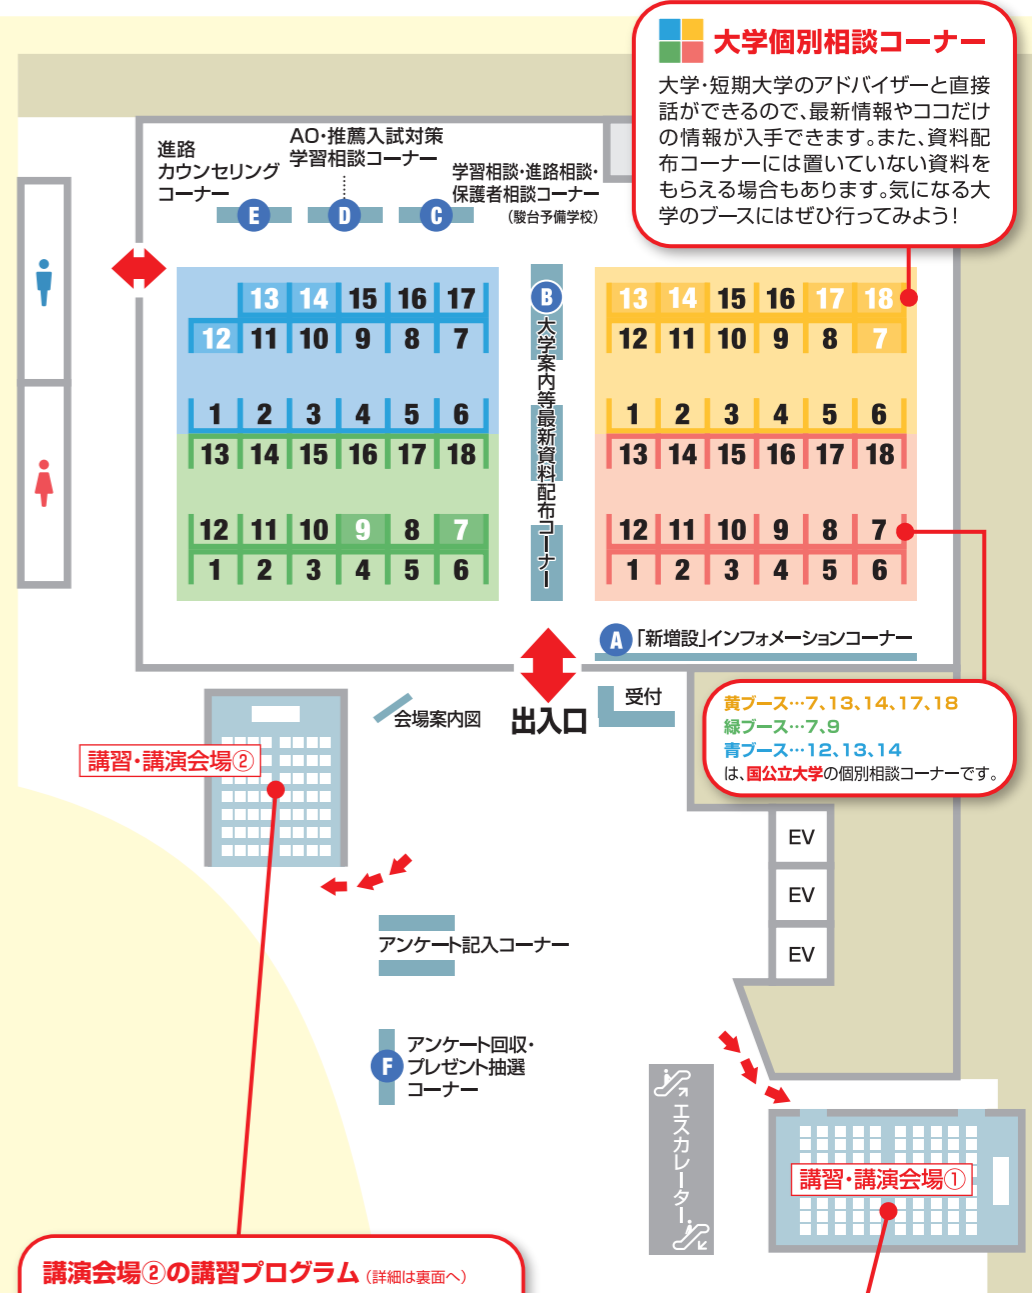 大学個別相談コーナー
大学・短期大学のアドバイザーと直接
話ができるので、最新情報やココだけ
の情報が入手できます。また、資料配
布コーナーには置いていない資料を
もらえる場合もあります。気になる大
学のブースにはぜひ行ってみよう!
進路
カウンセリング
コーナー
E
AO・推薦入試対策
学習相談コーナー
D
学習相談・進路相談・
保護者相談コーナー
(駿台予備学校)
C
13 14 15 16 17
12 11 10 9 8 7
1 2 3 4 5 6
13 14 15 16 17 18
12 11 10 9 8 7
1 2 3 4 5 6
B
大学案内等最新資料配布コーナー
13 14 15 16 17 18
12 11 10 9 8 7
1 2 3 4 5 6
13 14 15 16 17 18
12 11 10 9 8 7
1 2 3 4 5 6
A 「新増設」インフォメーションコーナー
会場案内図
出入口
受付
黄ブース…7、13、14、17、18
緑ブース…7、9
青ブース…12、13、14
は、国公立大学の個別相談コーナーです。
講習・講演会場②
EV
EV
EV
アンケート記入コーナー
F
アンケート回収・
プレゼント抽選
コーナー
エスカレーター
講習・講演会場①
講演会場②の講習プログラム(詳細は裏面へ)